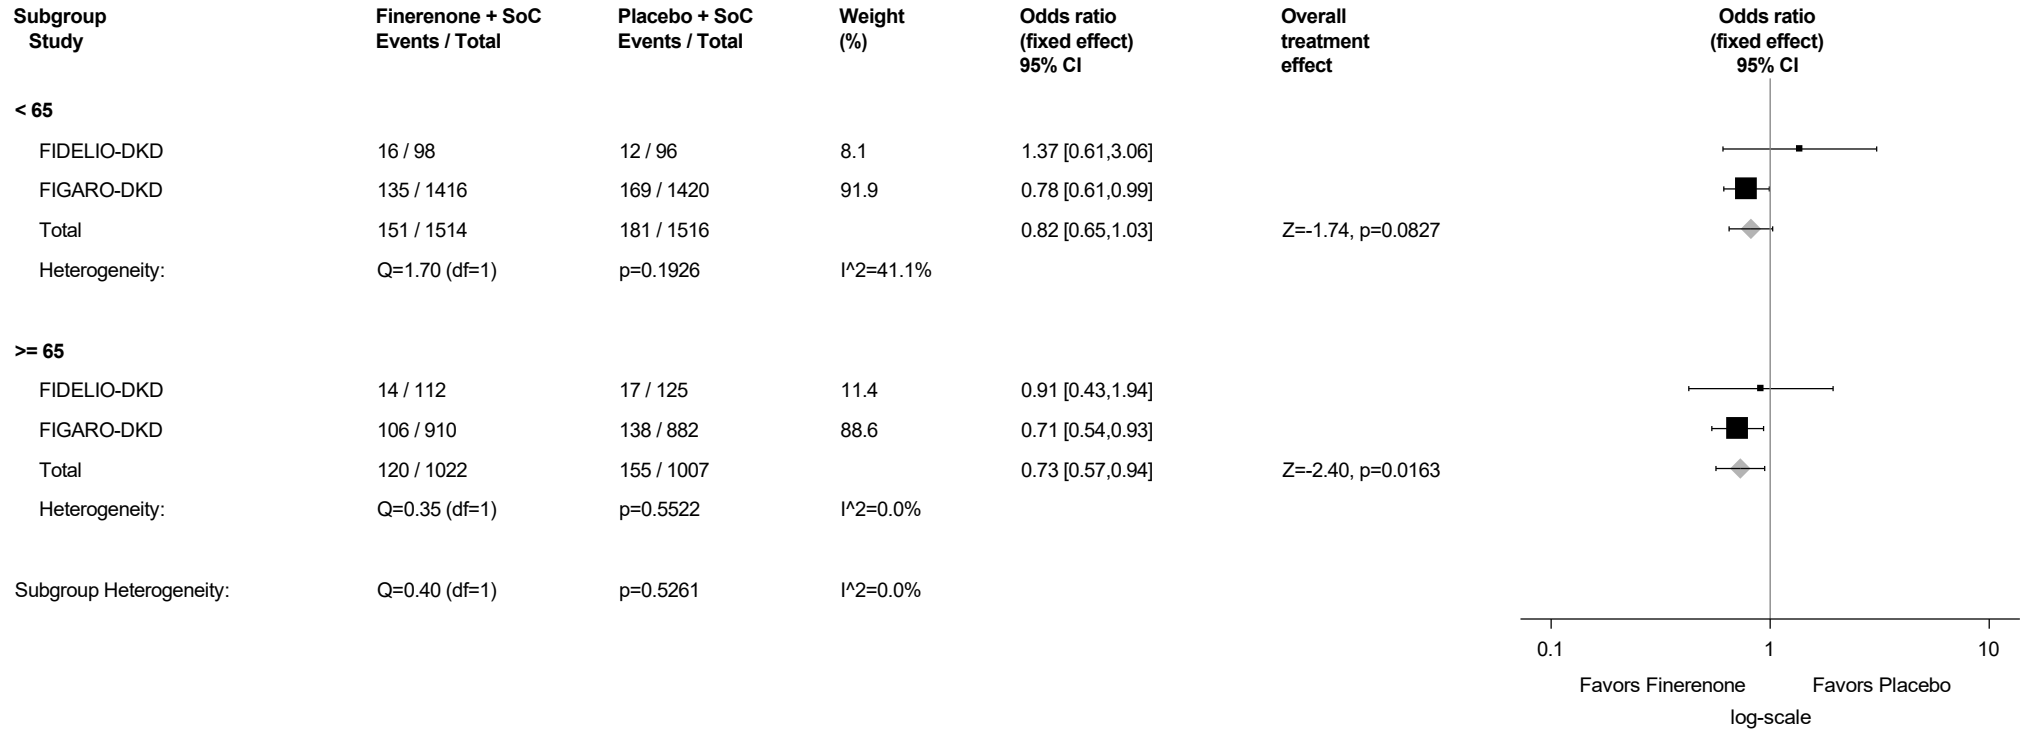 Subgroup Finerenone + SoC Placebo + SoC Weight Odds ratio Overall Odds ratio
Study Events / Total Events / Total (%) (fixed effect) treatment (fixed effect)
95% CI effect 95% CI
< 65
FIDELIO-DKD 16 / 98 12 / 96 8.1 1.37 [0.61,3.06]
FIGARO-DKD 135 / 1416 169 / 1420 91.9 0.78 [0.61,0.99]
Total 151 / 1514 181 / 1516 0.82 [0.65,1.03] Z=-1.74, p=0.0827
Heterogeneity: Q=1.70 (df=1) p=0.1926 I^2=41.1%
>= 65
FIDELIO-DKD 14 / 112 17 / 125 11.4 0.91 [0.43,1.94]
FIGARO-DKD 106 / 910 138 / 882 88.6 0.71 [0.54,0.93]
Total 120 / 1022 155 / 1007 0.73 [0.57,0.94] Z=-2.40, p=0.0163
Heterogeneity: Q=0.35 (df=1) p=0.5522 I^2=0.0%
Subgroup Heterogeneity: Q=0.40 (df=1) p=0.5261 I^2=0.0%
0.1 1 10
Favors Finerenone Favors Placebo
log-scale